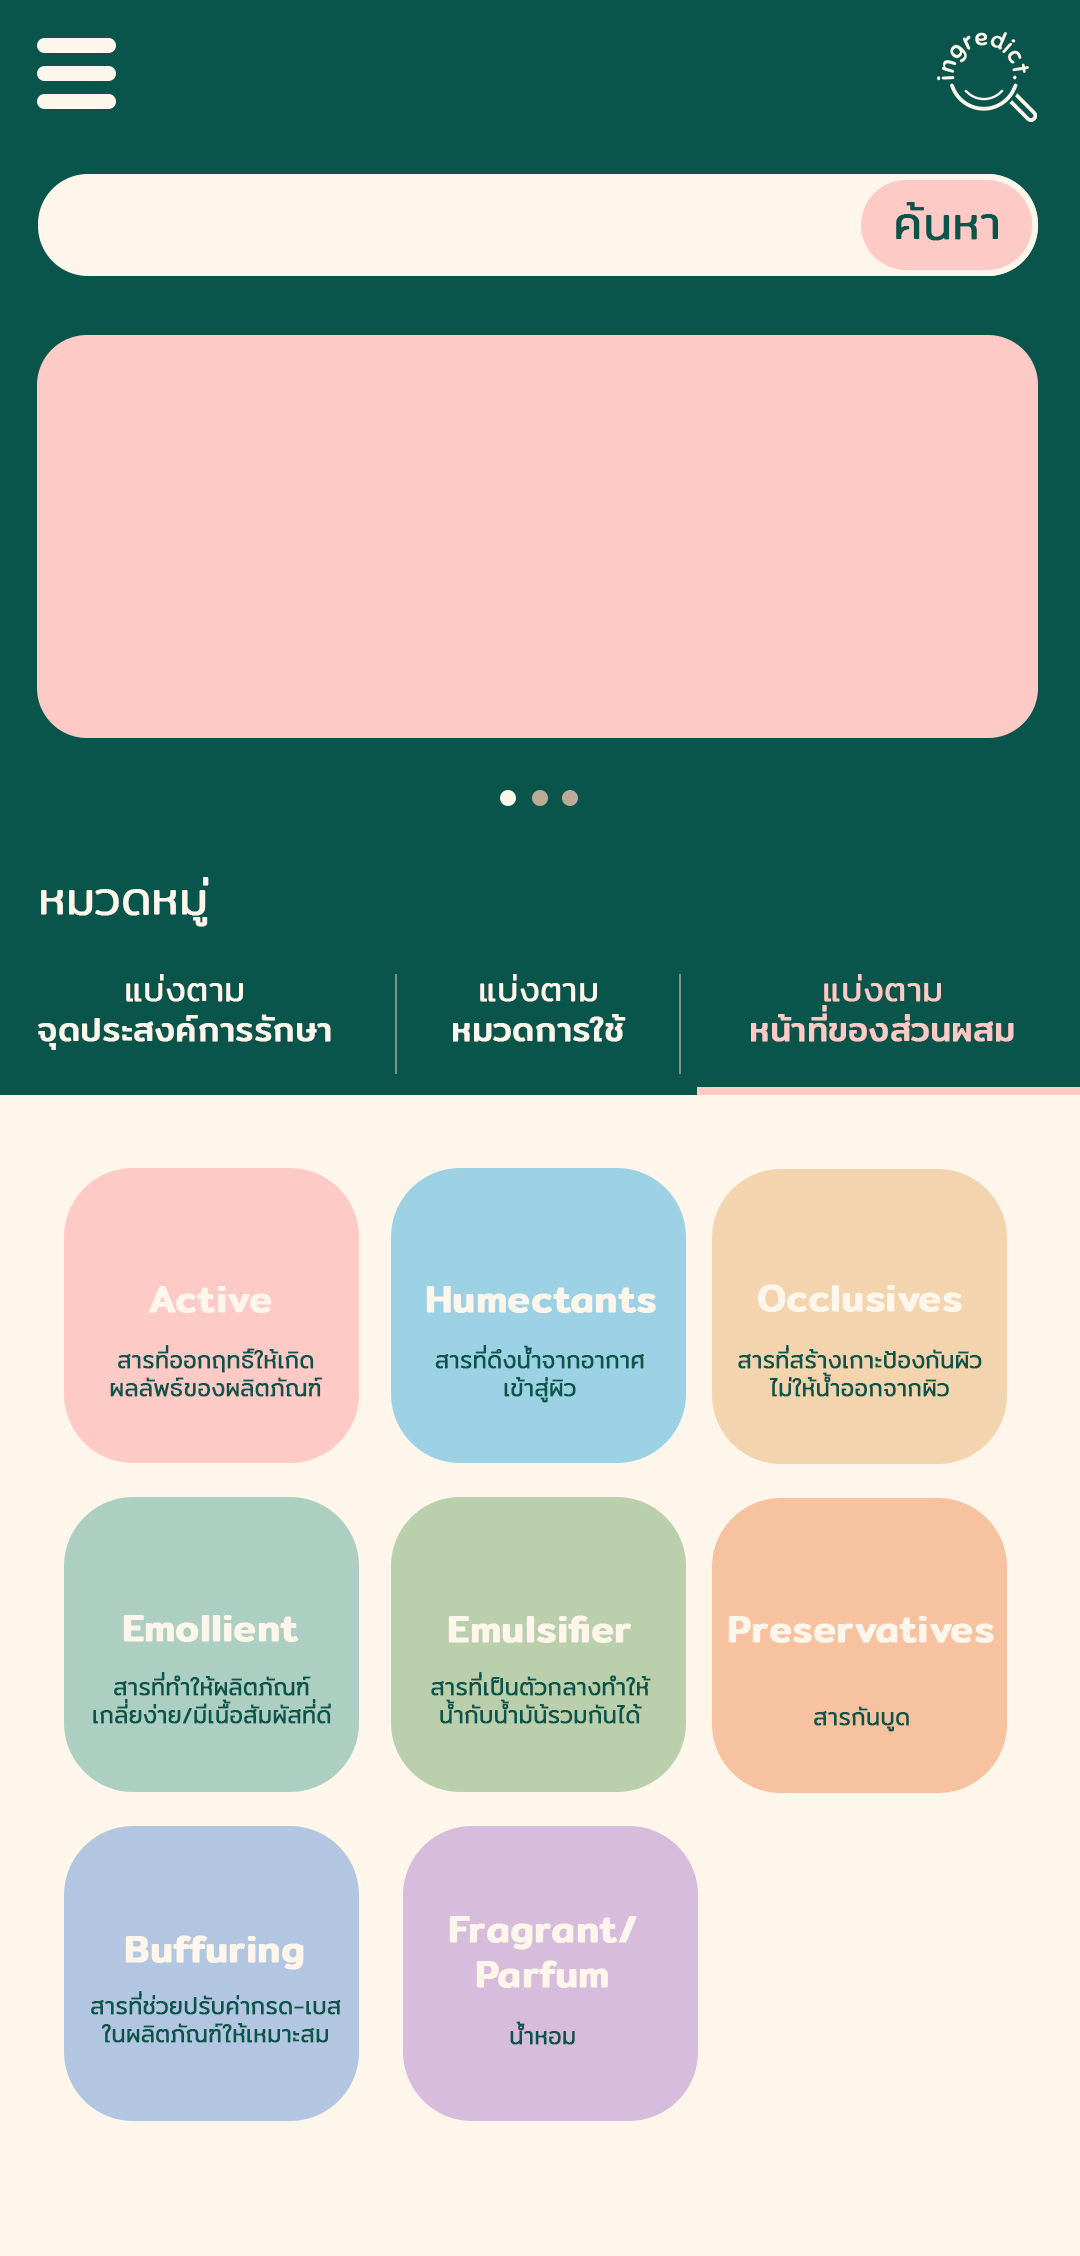 ingredict.
ค้นหา
หมวดหมู่
แบ่งตาม
จุดประสงค์การรักษา
แบ่งตาม
หมวดการใช้
แบ่งตาม
หน้าที่ของส่วนผสม
Active
สารที่ออกฤทธิ์ให้เกิด
ผลลัพธ์ของผลิตภัณฑ์
Humectants
สารที่ดึงน้ำจากอากาศ
เข้าสู่ผิว
Occlusives
สารที่สร้างเกาะป้องกันผิว
ไม่ให้น้ำออกจากผิว
Emollient
สารที่ทำให้ผลิตภัณฑ์
เกลี่ยง่าย/มีเนื้อสัมผัสที่ดี
Emulsifier
สารที่เป็นตัวกลางทำให้
น้ำกับน้ำมัน้รวมกันได้
Preservatives
สารกันบูด
Buffuring
สารที่ช่วยปรับค่ากรด-เบส
ในผลิตภัณฑ์ให้เหมาะสม
Fragrant/
Parfum
น้ำหอม